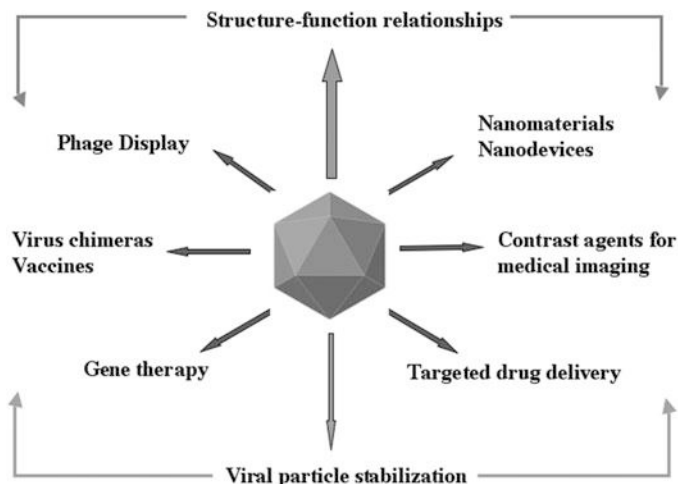 Structure-function relationships
Phage Display
Nanomaterials
Nanodevices
Virus chimeras
Vaccines
Contrast agents for
medical imaging
Gene therapy
Targeted drug delivery
Viral particle stabilization